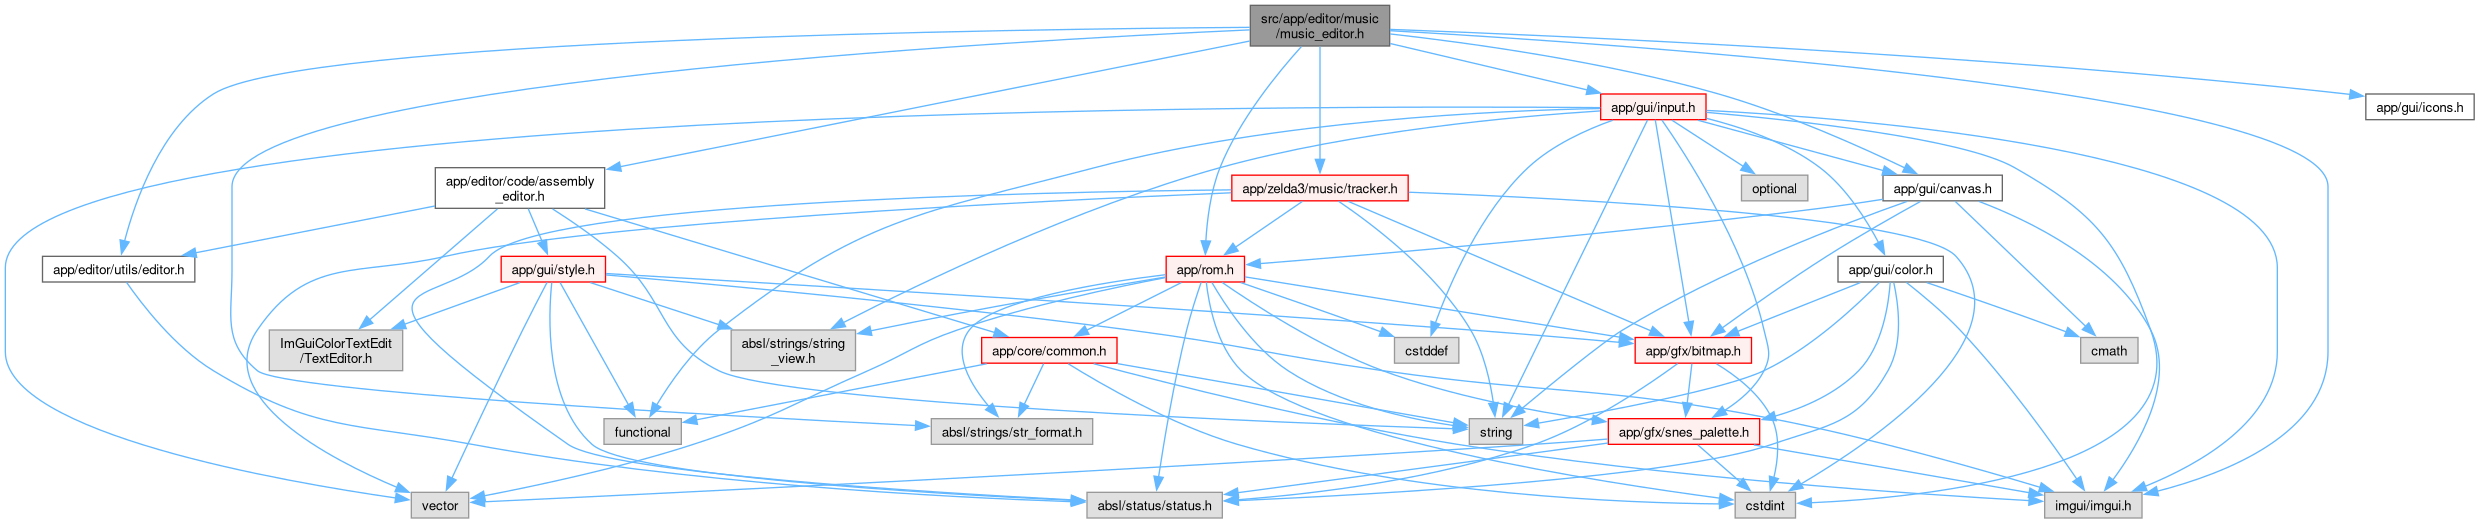 src/app/editor/music
/music_editor.h
app/gui/input.h
app/gui/icons.h
app/editor/code/assembly
_editor.h
app/zelda3/music/tracker.h
optional
app/gui/canvas.h
app/editor/utils/editor.h
app/gui/style.h
app/rom.h
app/gui/color.h
ImGuiColorTextEdit
/TextEditor.h
absl/strings/string
_view.h
app/core/common.h
cstddef
app/gfx/bitmap.h
cmath
functional
absl/strings/str_format.h
string
app/gfx/snes_palette.h
vector
absl/status/status.h
cstdint
imgui/imgui.h